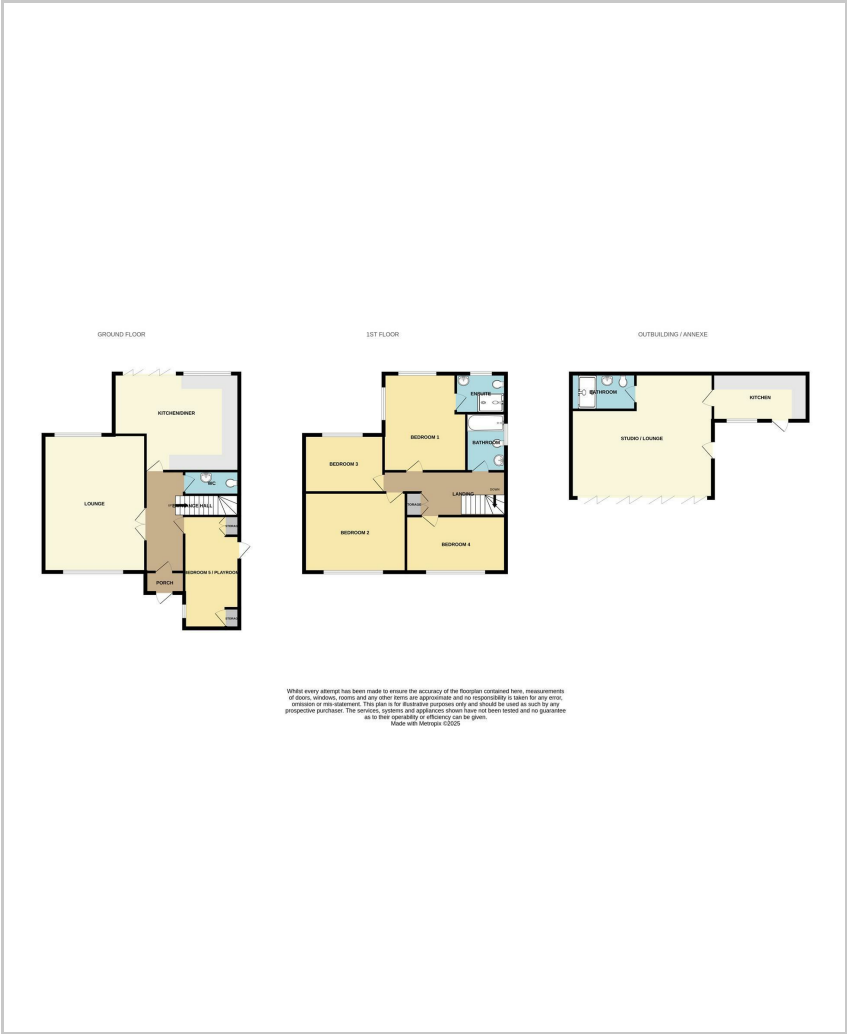 GROUND FLOOR
1ST FLOOR
OUTBUILDING / ANNEXE
KITCHEN/DINER
LOUNGE
WC
ENTRANCE HALL
STORAGE
BEDROOM 5 / PLAYROOM
PORCH
STORAGE
ENSUITE
BEDROOM 1
BATHROOM
BEDROOM 3
DOWN
LANDING
STORAGE
BEDROOM 2
BEDROOM 4
BATHROOM
KITCHEN
STUDIO / LOUNGE
Whilst every attempt has been made to ensure the accuracy of the floorplan contained here, measurements
of doors, windows, rooms and any other items are approximate and no responsibility is taken for any error,
omission or mis-statement. This plan is for illustrative purposes only and should be used as such by any
prospective purchaser. The services, systems and appliances shown have not been tested and no guarantee
as to their operability or efficiency can be given.
Made with Metropix ©2025